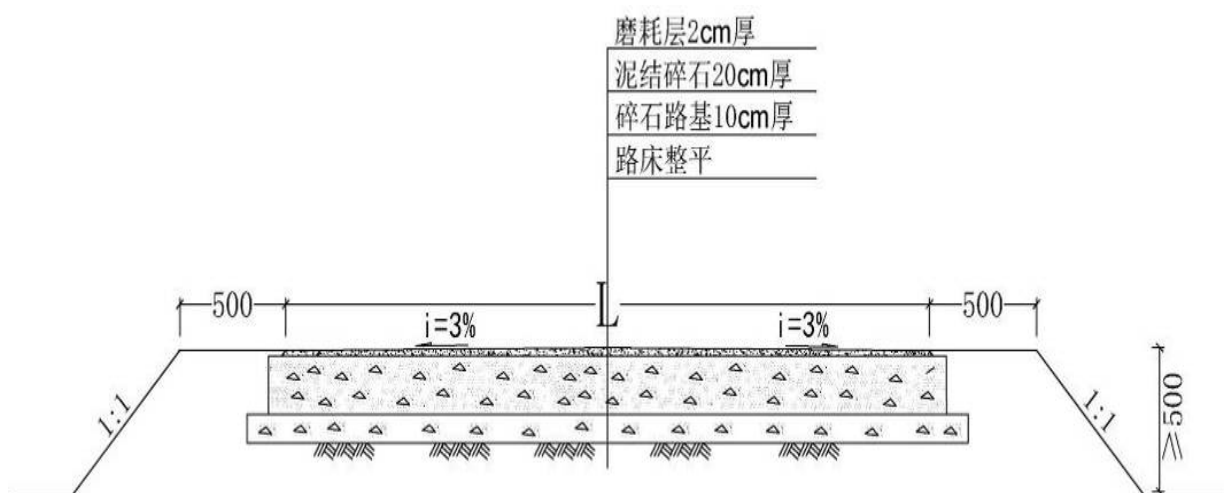 磨耗层2cm厚
泥结碎石20cm厚
碎石路基10cm厚
路床整平
500
L
500
i=3%
i=3%
1:1
1:1
≥500